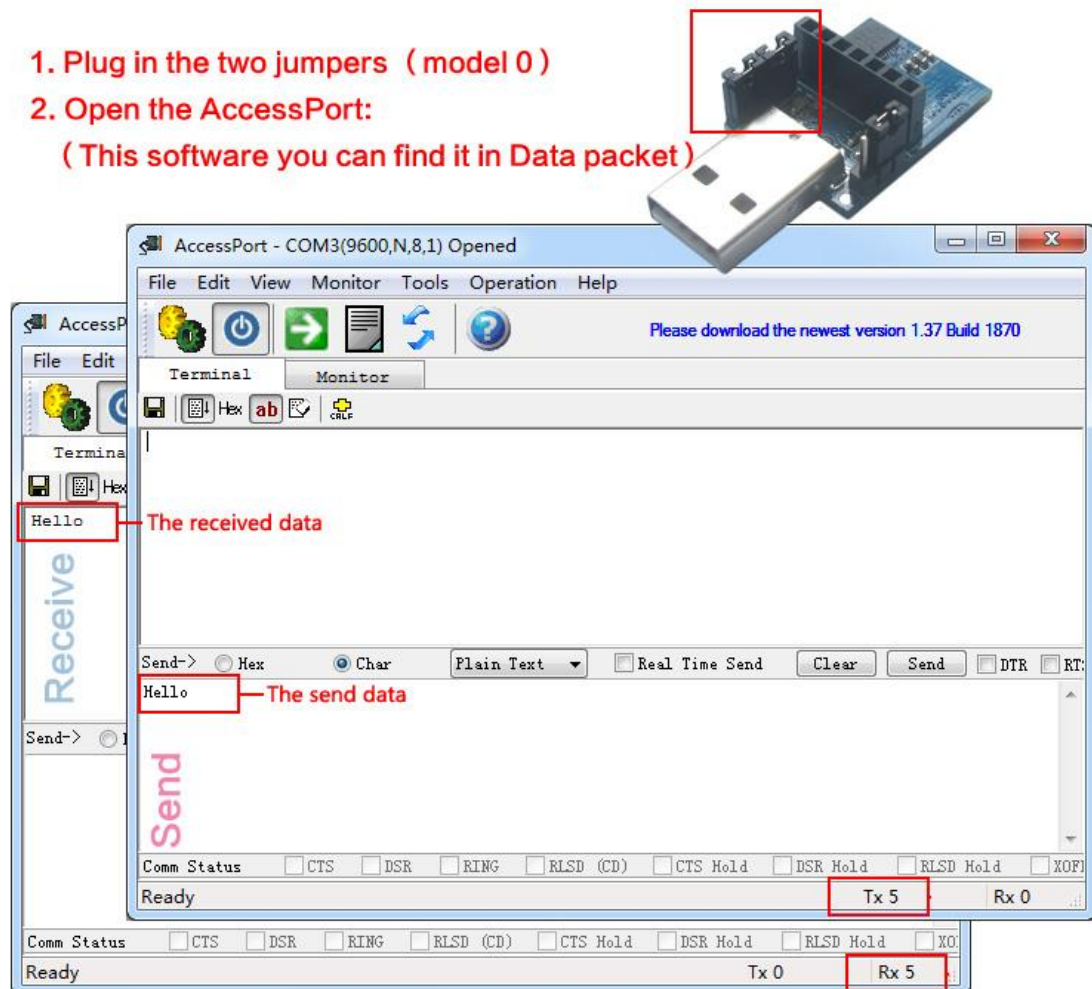 1. Plug in the two jumpers （model 0）
2. Open the AccessPort:
（This software you can find it in Data packet）
AccessPort - COM3(9600,N,8,1) Opened
File Edit View Monitor Tools Operation Help
Please download the newest version 1.37 Build 1870
Terminal Monitor
Hex ab CRLF
The received data
Send-> Hex Char Plain Text Real Time Send Clear Send DTR RT
Hello
The send data
Send
Comm Status CTS DSR RING RLSD (CD) CTS Hold DSR Hold RLSD Hold XOF
Ready Tx 5 Rx 0
AccessP
File Edit
Termina
Hex
Hello
Receive
Send->
Comm Status CTS DSR RING RLSD (CD) CTS Hold DSR Hold RLSD Hold XO
Ready Tx 0 Rx 5